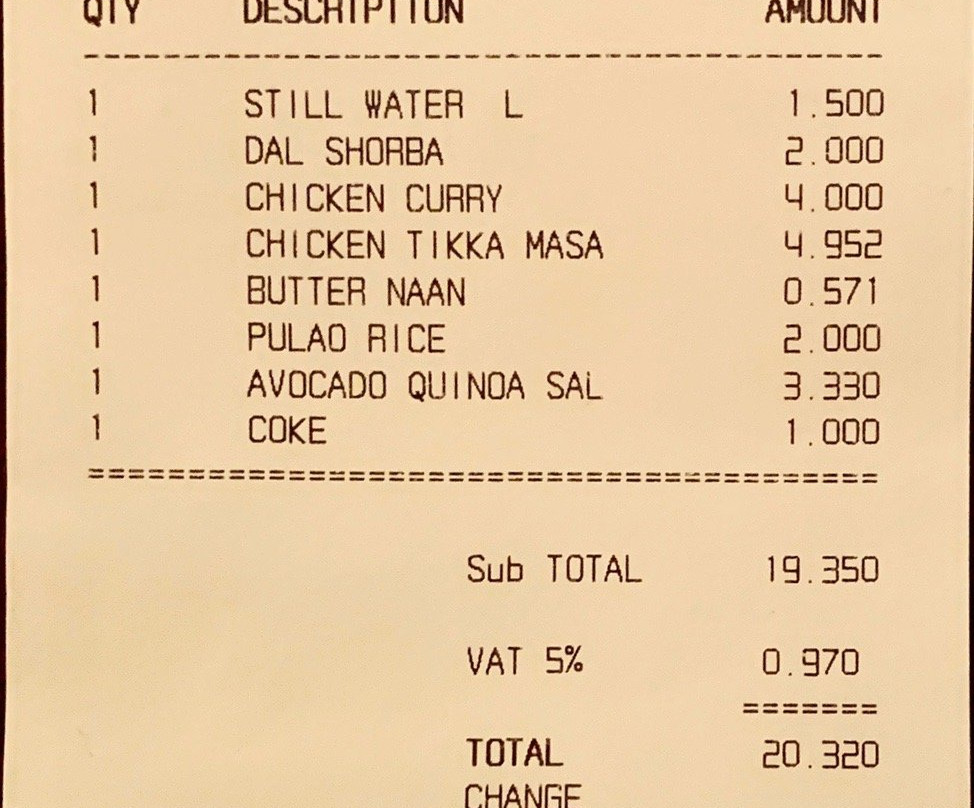 QTY DESCRIPTION AMOUNT
1 STILL WATER L 1.500
1 DAL SHORBA 2.000
1 CHICKEN CURRY 4.000
1 CHICKEN TIKKA MASA 4.952
1 BUTTER NAAN 0.571
1 PULAO RICE 2.000
1 AVOCADO QUINOA SAL 3.330
1 COKE 1.000
Sub TOTAL 19.350
VAT 5% 0.970
TOTAL 20.320
CHANGE